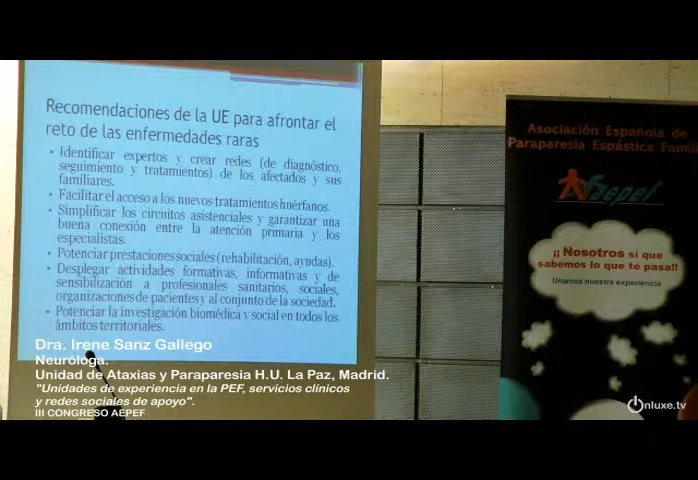 Recomendaciones de la UE para afrontar el
reto de las enfermedades raras
• Identificar expertos y crear redes (de diagnóstico,
seguimiento y tratamientos) de los afectados y sus
familiares.
• Facilitar el acceso a los nuevos tratamientos huérfanos.
• Simplificar los circuitos asistenciales y garantizar una
buena conexión entre la atención primaria y los
especialistas.
• Potenciar prestaciones sociales (rehabilitación, ayudas).
• Desplegar actividades formativas, informativas y de
sensibilización a profesionales sanitarios, sociales,
organizaciones de pacientes y al conjunto de la sociedad.
• Potenciar la investigación biomédica y social en todos los
ámbitos territoriales.
Dra. Irene Sanz Gallego
Neuróloga.
Unidad de Ataxias y Paraparesia H.U. La Paz, Madrid.
"Unidades de experiencia en la PEF, servicios clínicos
y redes sociales de apoyo".
III CONGRESO AEPEF
Asociación Española de
Paraparesia Espástica Famili
aepef
¡¡ Nosotros sí que
sabemos lo que te pasa!!
Unamos nuestra experiencia
onluxe.tv